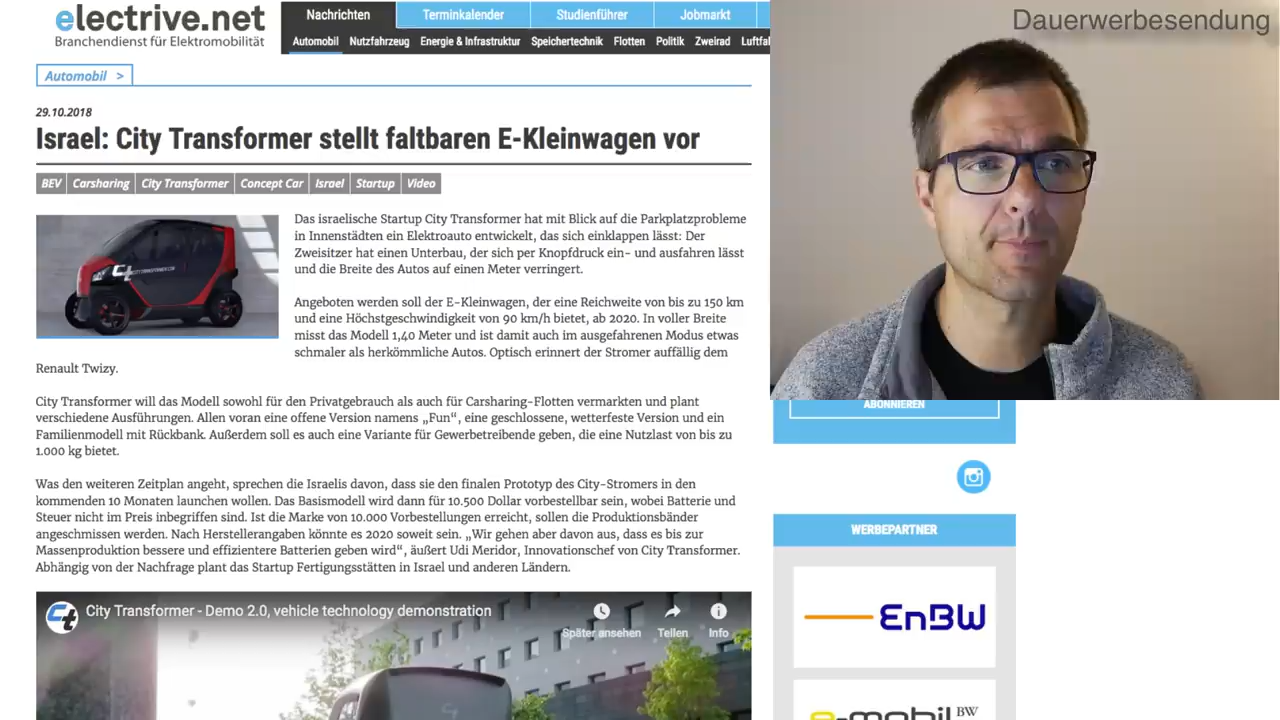 electrive.net
Branchendienst für Elektromobilität
Nachrichten
Terminkalender
Studienführer
Jobmarkt
Automobil
Nutzfahrzeug
Energie & Infrastruktur
Speichertechnik
Flotten
Politik
Zweirad
Dauerwerbesendung
Automobil >
29.10.2018
Israel: City Transformer stellt faltbaren E-Kleinwagen vor
BEV
Carsharing
City Transformer
Concept Car
Israel
Startup
Video
Das israelische Startup City Transformer hat mit Blick auf die Parkplatzprobleme
in Innenstädten ein Elektroauto entwickelt, das sich einklappen lässt: Der
Zweisitzer hat einen Unterbau, der sich per Knopfdruck ein- und ausfahren lässt
und die Breite des Autos auf einen Meter verringert.
Angeboten werden soll der E-Kleinwagen, der eine Reichweite von bis zu 150 km
und eine Höchstgeschwindigkeit von 90 km/h bietet, ab 2020. In voller Breite
misst das Modell 1,40 Meter und ist damit auch im ausgefahrenen Modus etwas
schmaler als herkömmliche Autos. Optisch erinnert der Stromer auffällig dem
Renault Twizy.
City Transformer will das Modell sowohl für den Privatgebrauch als auch für Carsharing-Flotten vermarkten und plant
verschiedene Ausführungen. Allen voran eine offene Version namens „Fun“, eine geschlossene, wetterfeste Version und ein
Familienmodell mit Rückbank. Außerdem soll es auch eine Variante für Gewerbetreibende geben, die eine Nutzlast von bis zu
1.000 kg bietet.
Was den weiteren Zeitplan angeht, sprechen die Israelis davon, dass sie den finalen Prototyp des City-Stromers in den
kommenden 10 Monaten launchen wollen. Das Basismodell wird dann für 10.500 Dollar vorbestellbar sein, wobei Batterie und
Steuer nicht im Preis inbegriffen sind. Ist die Marke von 10.000 Vorbestellungen erreicht, sollen die Produktionsbänder
angeschmissen werden. Nach Herstellerangaben könnte es 2020 soweit sein. „Wir gehen aber davon aus, dass es bis zur
Massenproduktion bessere und effizientere Batterien geben wird“, äußert Udi Meridor, Innovationschef von City Transformer.
Abhängig von der Nachfrage plant das Startup Fertigungsstätten in Israel und anderen Ländern.
Ct
City Transformer - Demo 2.0, vehicle technology demonstration
Später ansehen
Teilen
Info
ABONNIEREN
WERBEPARTNER
EnBW
e-mobil BW